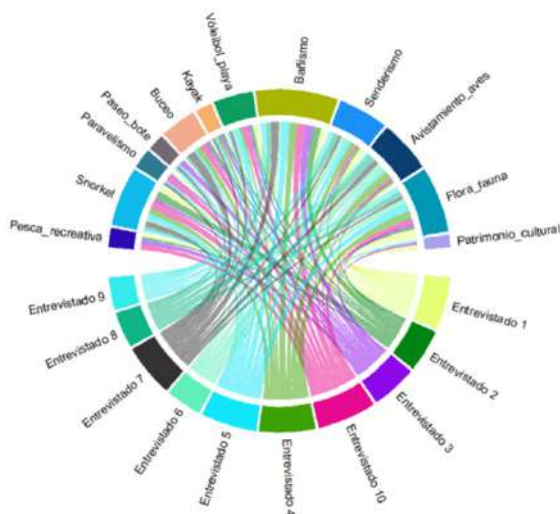 Pesca_recreativa
Snorkel
Paravelismo
Paseo_bote
Buceo
Kayak
Voleibol_playa
Bañismo
Senderismo
Avistamiento_aves
Flora_fauna
Patrimonio_cultural
Entrevistado 1
Entrevistado 2
Entrevistado 3
Entrevistado 10
Entrevistado 4
Entrevistado 5
Entrevistado 6
Entrevistado 7
Entrevistado 8
Entrevistado 9